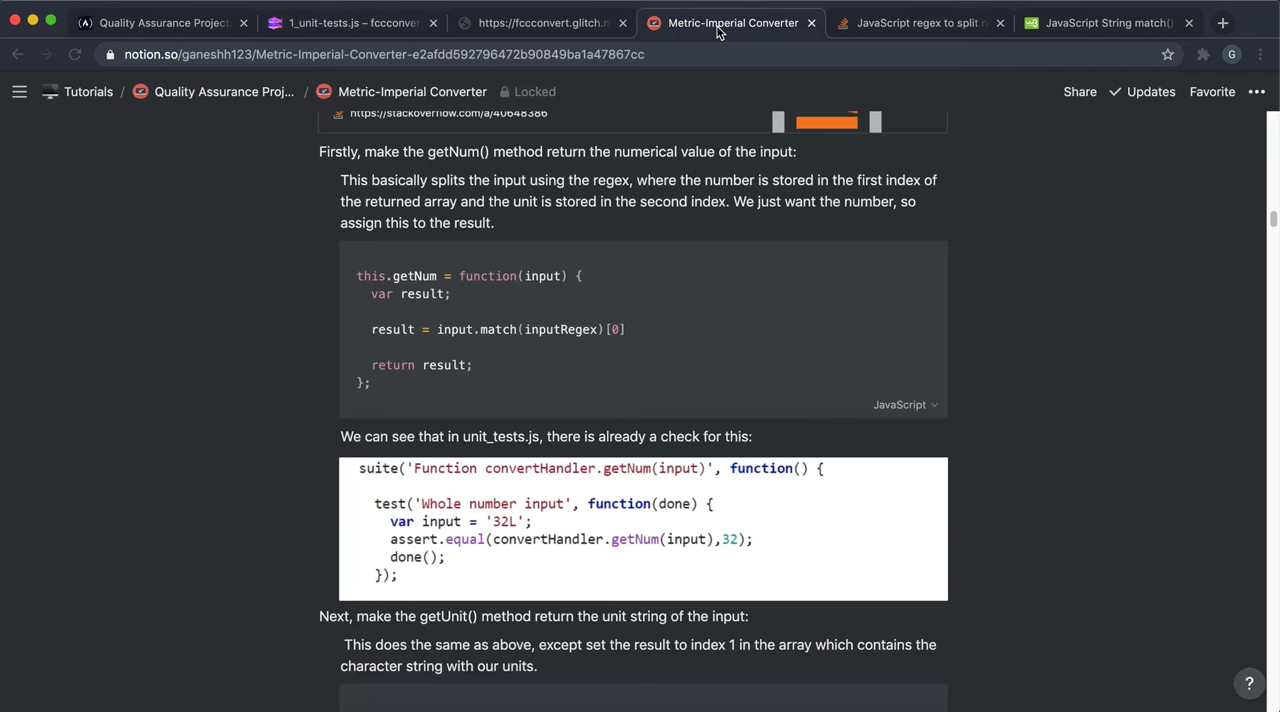 Quality Assurance Projects
1_unit-tests.js – fccconver
https://fccconvert.glitch.m
Metric-Imperial Converter
JavaScript regex to split n
JavaScript String match()
notion.so/ganeshh123/Metric-Imperial-Converter-e2afdd592796472b90849ba1a47867cc
G
Tutorials / Quality Assurance Proj... / Metric-Imperial Converter Locked
Share Updates Favorite
https://stackoverflow.com/a/40648386
Firstly, make the getNum() method return the numerical value of the input:
This basically splits the input using the regex, where the number is stored in the first index of
the returned array and the unit is stored in the second index. We just want the number, so
assign this to the result.
this.getNum = function(input) {
var result;
result = input.match(inputRegex)[0]
return result;
};
JavaScript
We can see that in unit_tests.js, there is already a check for this:
suite('Function convertHandler.getNum(input)', function() {
test('Whole number input', function(done) {
var input = '32L';
assert.equal(convertHandler.getNum(input),32);
done();
});
Next, make the getUnit() method return the unit string of the input:
This does the same as above, except set the result to index 1 in the array which contains the
character string with our units.
?